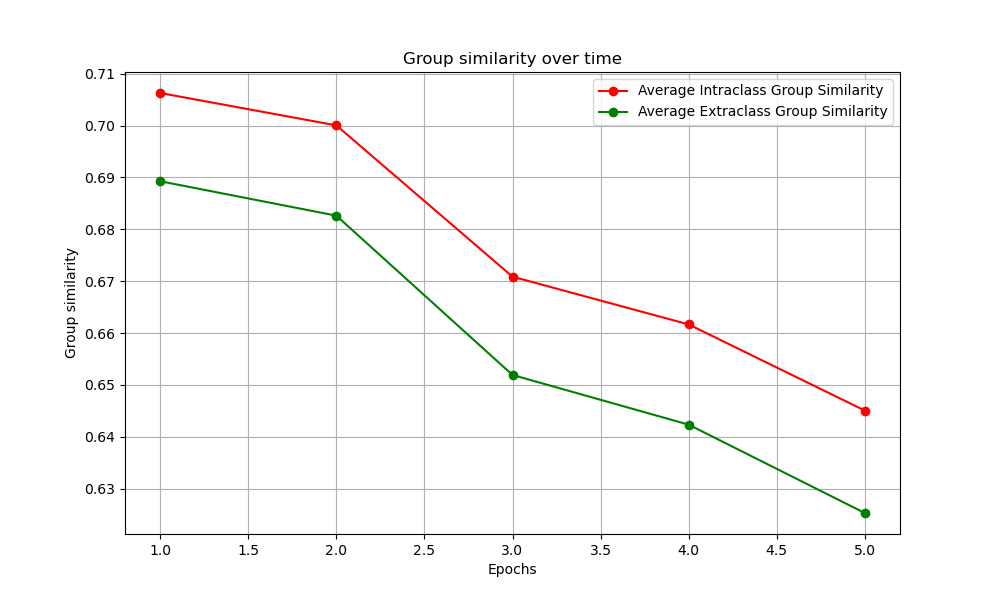 Group similarity over time
Average Intraclass Group Similarity
Average Extraclass Group Similarity
0.71
0.70
0.69
0.68
0.67
0.66
0.65
0.64
0.63
Group similarity
1.0 1.5 2.0 2.5 3.0 3.5 4.0 4.5 5.0
Epochs